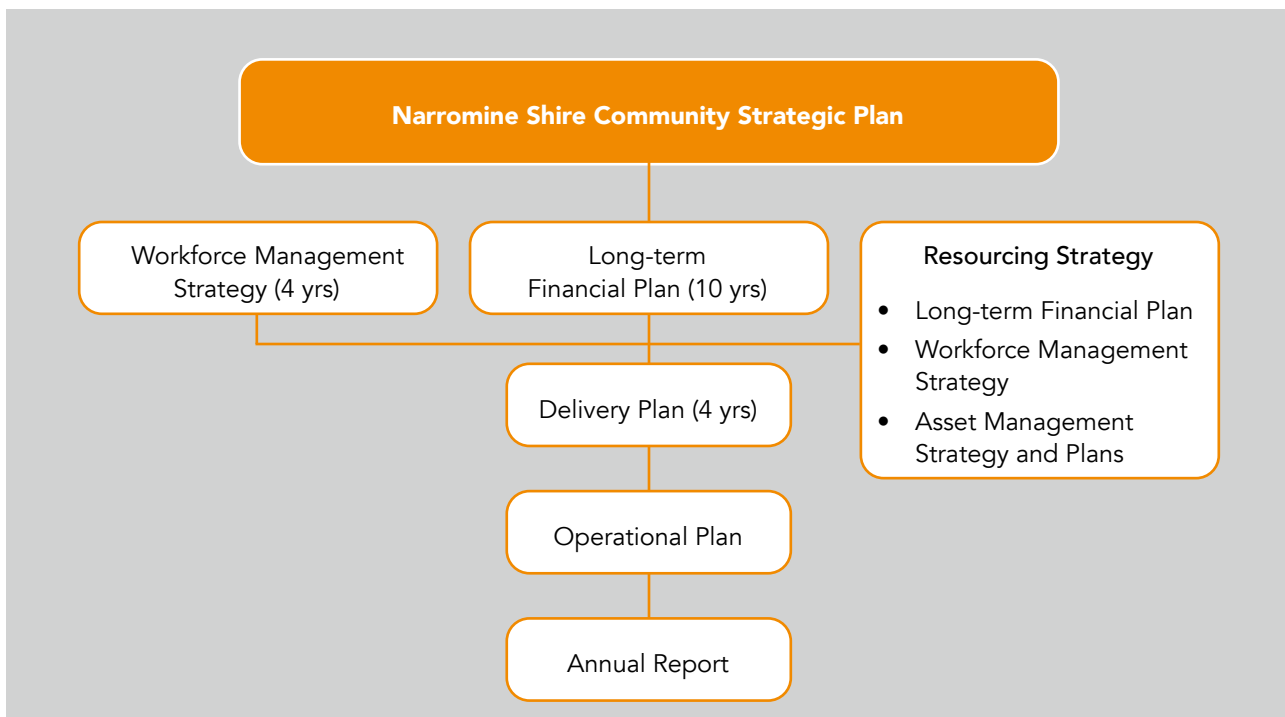 Narromine Shire Community Strategic Plan
Workforce Management
Strategy (4 yrs)
Long-term
Financial Plan (10 yrs)
Resourcing Strategy
• Long-term Financial Plan
• Workforce Management
Strategy
• Asset Management
Strategy and Plans
Delivery Plan (4 yrs)
Operational Plan
Annual Report